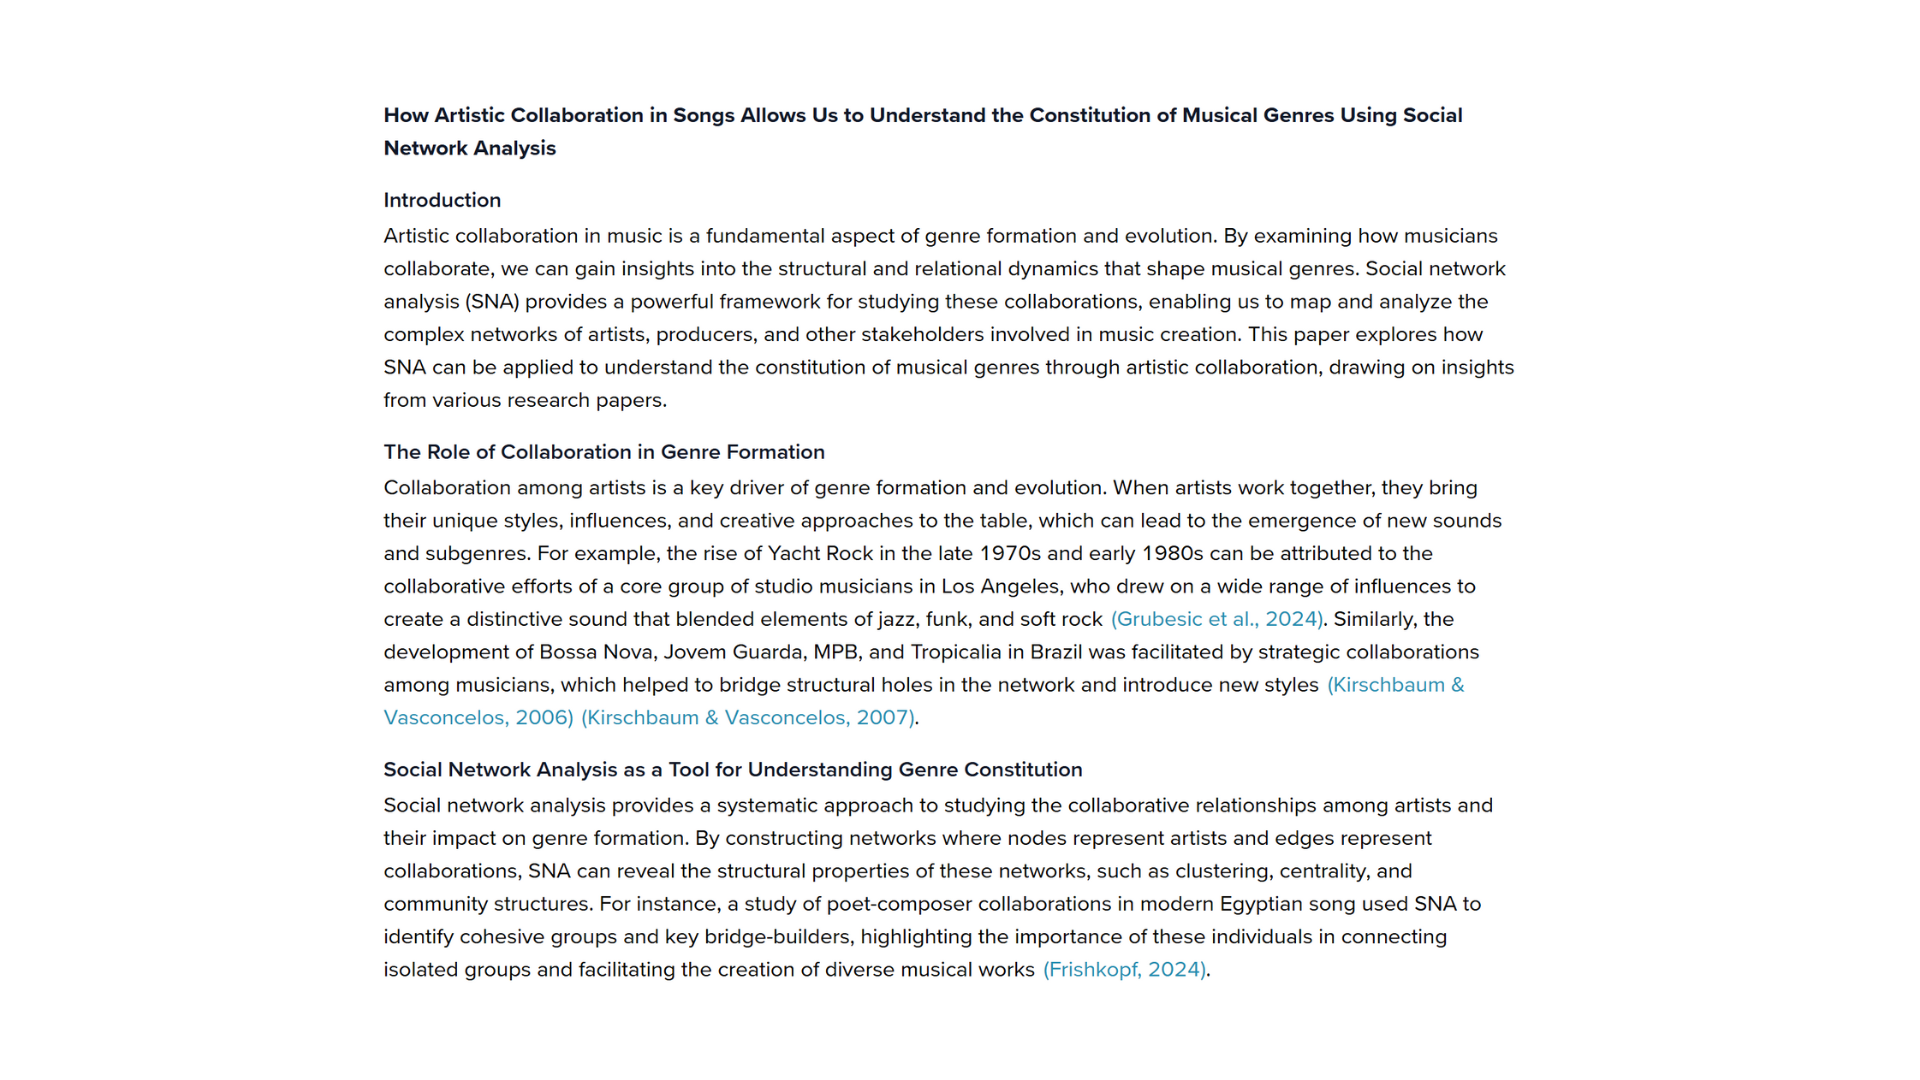 How Artistic Collaboration in Songs Allows Us to Understand the Constitution of Musical Genres Using Social
Network Analysis
Introduction
Artistic collaboration in music is a fundamental aspect of genre formation and evolution. By examining how musicians
collaborate, we can gain insights into the structural and relational dynamics that shape musical genres. Social network
analysis (SNA) provides a powerful framework for studying these collaborations, enabling us to map and analyze the
complex networks of artists, producers, and other stakeholders involved in music creation. This paper explores how
SNA can be applied to understand the constitution of musical genres through artistic collaboration, drawing on insights
from various research papers.
The Role of Collaboration in Genre Formation
Collaboration among artists is a key driver of genre formation and evolution. When artists work together, they bring
their unique styles, influences, and creative approaches to the table, which can lead to the emergence of new sounds
and subgenres. For example, the rise of Yacht Rock in the late 1970s and early 1980s can be attributed to the
collaborative efforts of a core group of studio musicians in Los Angeles, who drew on a wide range of influences to
create a distinctive sound that blended elements of jazz, funk, and soft rock (Grubesic et al., 2024). Similarly, the
development of Bossa Nova, Jovem Guarda, MPB, and Tropicalia in Brazil was facilitated by strategic collaborations
among musicians, which helped to bridge structural holes in the network and introduce new styles (Kirschbaum &
Vasconcelos, 2006) (Kirschbaum & Vasconcelos, 2007).
Social Network Analysis as a Tool for Understanding Genre Constitution
Social network analysis provides a systematic approach to studying the collaborative relationships among artists and
their impact on genre formation. By constructing networks where nodes represent artists and edges represent
collaborations, SNA can reveal the structural properties of these networks, such as clustering, centrality, and
community structures. For instance, a study of poet-composer collaborations in modern Egyptian song used SNA to
identify cohesive groups and key bridge-builders, highlighting the importance of these individuals in connecting
isolated groups and facilitating the creation of diverse musical works (Frishkopf, 2024).